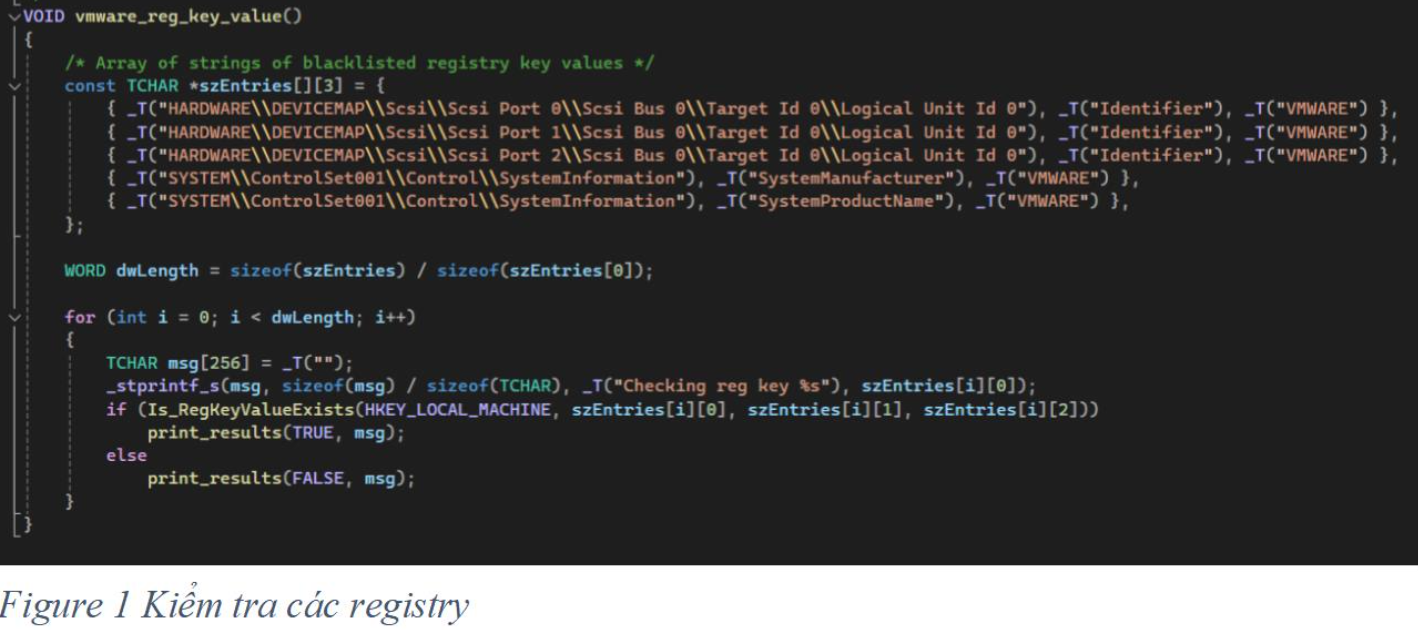 VOID vmware_reg_key_value()
{
/* Array of strings of blacklisted registry key values */
const TCHAR *szEntries[][3] = {
{ _T("HARDWARE\\DEVICEMAP\\Scsi\\Scsi Port 0\\Scsi Bus 0\\Target Id 0\\Logical Unit Id 0"), _T("Identifier"), _T("VMWARE") },
{ _T("HARDWARE\\DEVICEMAP\\Scsi\\Scsi Port 1\\Scsi Bus 0\\Target Id 0\\Logical Unit Id 0"), _T("Identifier"), _T("VMWARE") },
{ _T("HARDWARE\\DEVICEMAP\\Scsi\\Scsi Port 2\\Scsi Bus 0\\Target Id 0\\Logical Unit Id 0"), _T("Identifier"), _T("VMWARE") },
{ _T("SYSTEM\\ControlSet001\\Control\\SystemInformation"), _T("SystemManufacturer"), _T("VMWARE") },
{ _T("SYSTEM\\ControlSet001\\Control\\SystemInformation"), _T("SystemProductName"), _T("VMWARE") },
};
WORD dwLength = sizeof(szEntries) / sizeof(szEntries[0]);
for (int i = 0; i < dwLength; i++)
{
TCHAR msg[256] = _T("");
_stprintf_s(msg, sizeof(msg) / sizeof(TCHAR), _T("Checking reg key %s"), szEntries[i][0]);
if (Is_RegKeyValueExists(HKEY_LOCAL_MACHINE, szEntries[i][0], szEntries[i][1], szEntries[i][2]))
print_results(TRUE, msg);
else
print_results(FALSE, msg);
}
}
Figure 1 Kiểm tra các registry